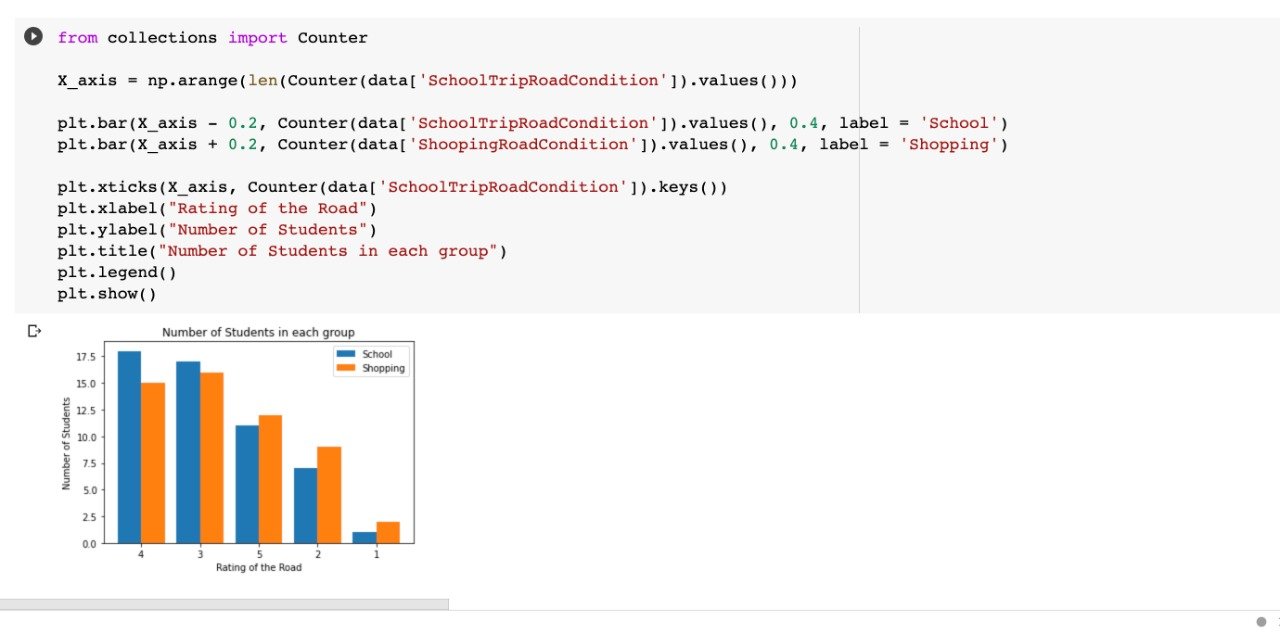 from collections import Counter
X_axis = np.arange(len(Counter(data['SchoolTripRoadCondition']).values()))
plt.bar(X_axis - 0.2, Counter(data['SchoolTripRoadCondition']).values(), 0.4, label = 'School')
plt.bar(X_axis + 0.2, Counter(data['ShoopingRoadCondition']).values(), 0.4, label = 'Shopping')
plt.xticks(X_axis, Counter(data['SchoolTripRoadCondition']).keys())
plt.xlabel("Rating of the Road")
plt.ylabel("Number of Students")
plt.title("Number of Students in each group")
plt.legend()
plt.show()
Number of Students in each group
School
Shopping
Number of Students
17.5
15.0
12.5
10.0
7.5
5.0
2.5
0.0
4 3 5 2 1
Rating of the Road